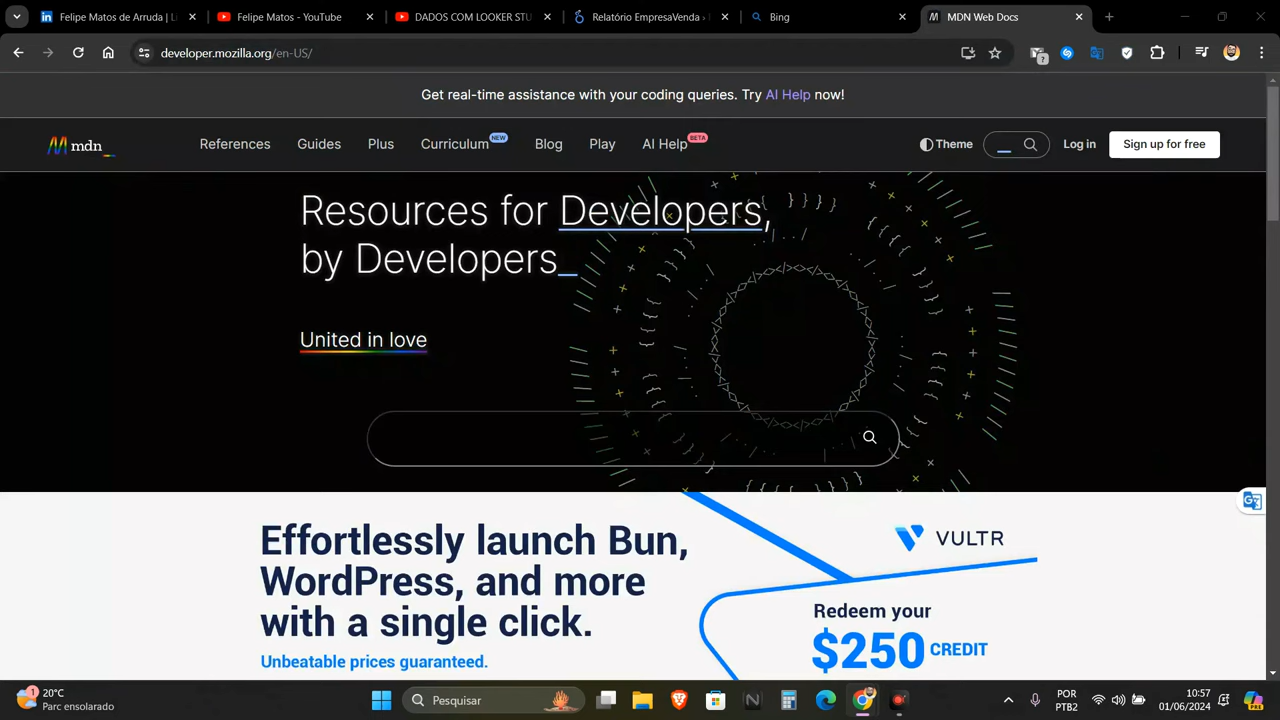 Felipe Matos de Arruda | Li
Felipe Matos - YouTube
DADOS COM LOOKER STU
Relatório EmpresaVenda › 
Bing
MDN Web Docs
developer.mozilla.org/en-US/
Get real-time assistance with your coding queries. Try AI Help now!
mdn_
References
Guides
Plus
Curriculum NEW
Blog
Play
AI Help BETA
Theme
Log in
Sign up for free
Resources for Developers,
by Developers_
United in love
Effortlessly launch Bun,
WordPress, and more
with a single click.
Unbeatable prices guaranteed.
VULTR
Redeem your
$250 CREDIT
1
20°C
Parc ensolarado
Pesquisar
POR
PTB2
10:57
01/06/2024